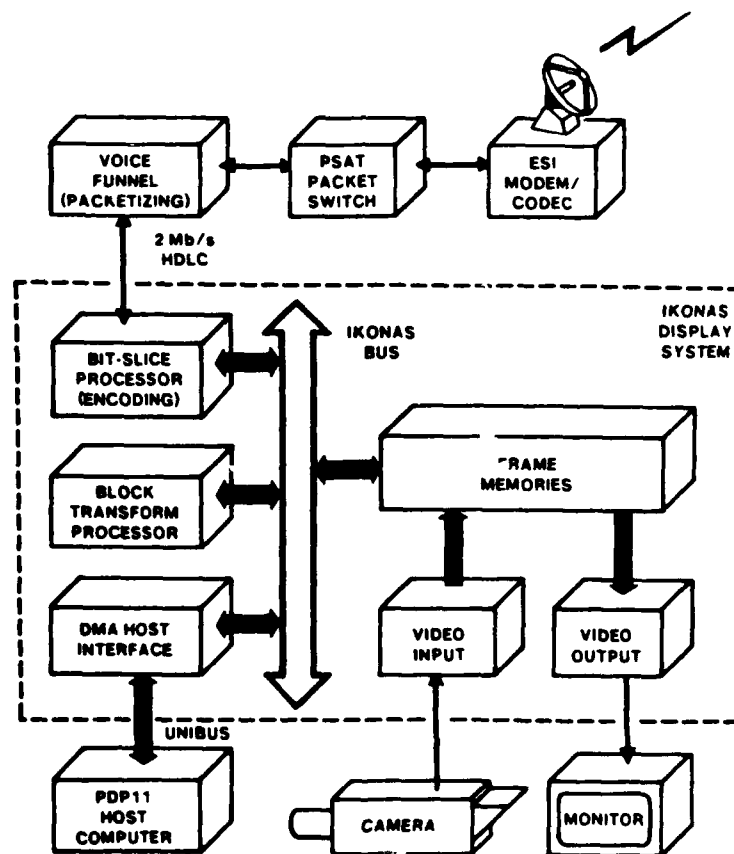 VOICE
FUNNEL
(PACKETIZING)
PSAT
PACKET
SWITCH
ESI
MODEM/
CODEC
2 Mb/s
HDLC
IKONAS
DISPLAY
SYSTEM
IKONAS
BUS
BIT-SLICE
PROCESSOR
(ENCODING)
FRAME
MEMORIES
BLOCK
TRANSFORM
PROCESSOR
DMA HOST
INTERFACE
VIDEO
INPUT
VIDEO
OUTPUT
UNIBUS
PDP11
HOST
COMPUTER
CAMERA
MONITOR